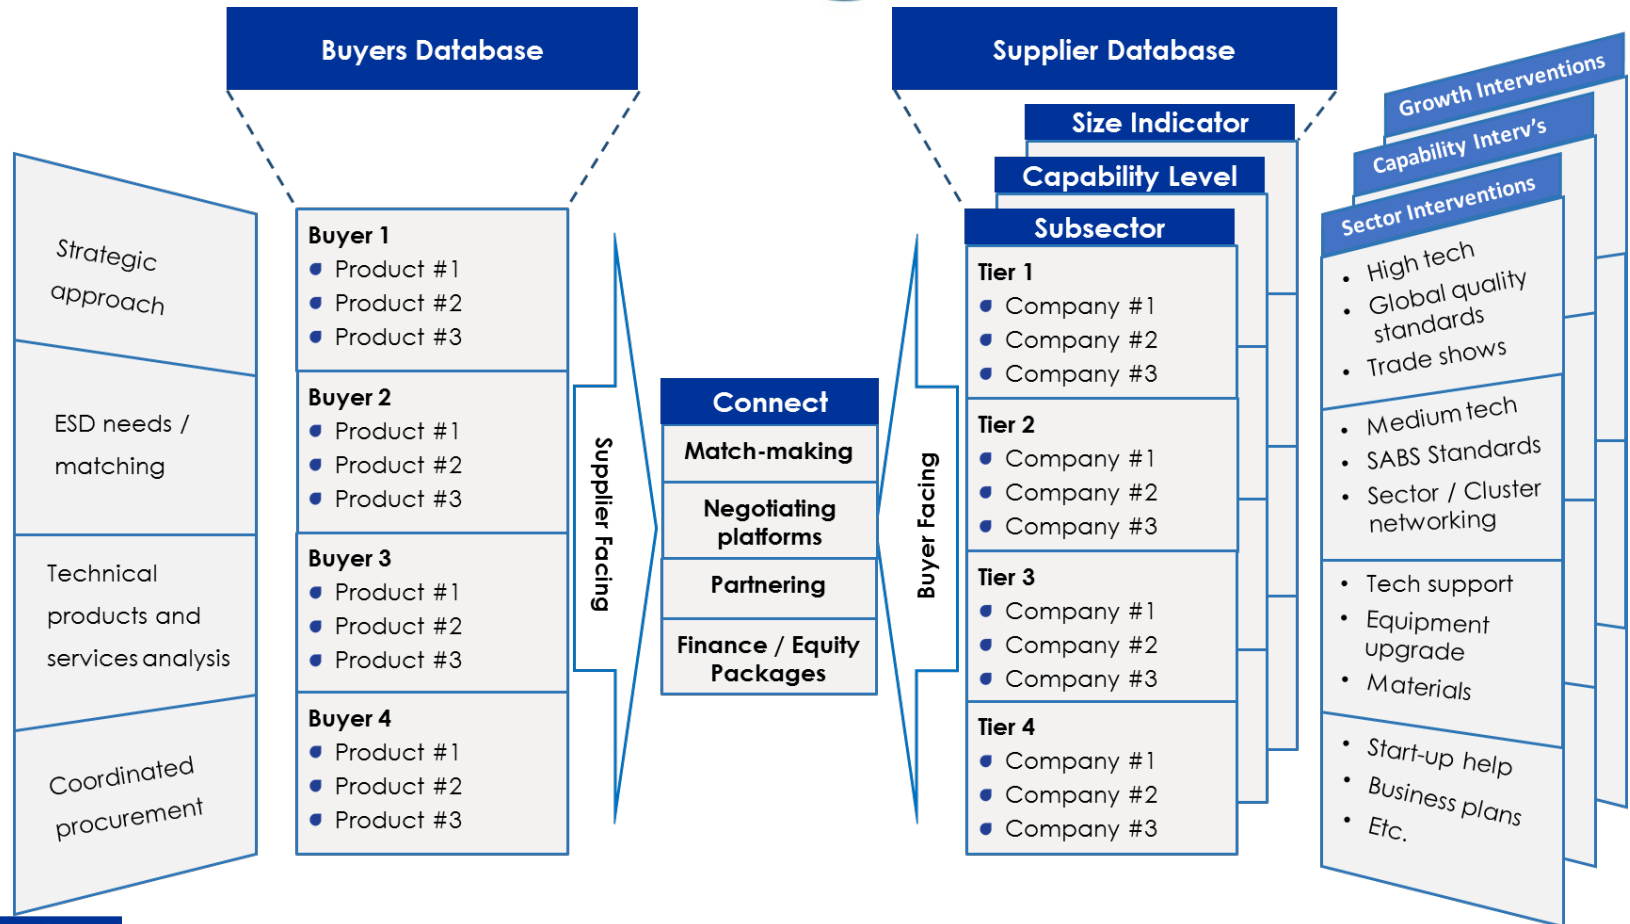 Buyers Database
Supplier Database
Strategic
approach
ESD needs /
matching
Technical
products and
services analysis
Coordinated
procurement
Buyer 1
Product #1
Product #2
Product #3
Buyer 2
Product #1
Product #2
Product #3
Buyer 3
Product #1
Product #2
Product #3
Buyer 4
Product #1
Product #2
Product #3
Supplier Facing
Connect
Match-making
Negotiating
platforms
Partnering
Finance / Equity
Packages
Buyer Facing
Size Indicator
Capability Level
Subsector
Tier 1
Company #1
Company #2
Company #3
Tier 2
Company #1
Company #2
Company #3
Tier 3
Company #1
Company #2
Company #3
Tier 4
Company #1
Company #2
Company #3
Growth Interventions
Capability Interv's
Sector Interventions
• High tech
• Global quality
standards
• Trade shows
• Medium tech
• SABS Standards
• Sector / Cluster
networking
• Tech support
• Equipment
upgrade
• Materials
• Start-up help
• Business plans
• Etc.